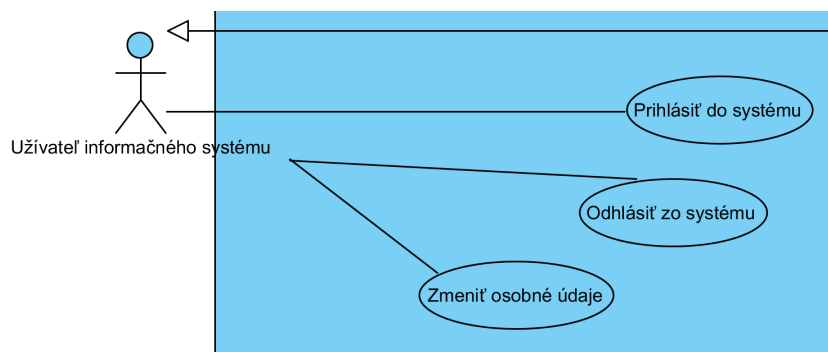 Prihlásiť do systému
Užívateľ informačného systému
Odhlásiť zo systému
Zmeniť osobné údaje